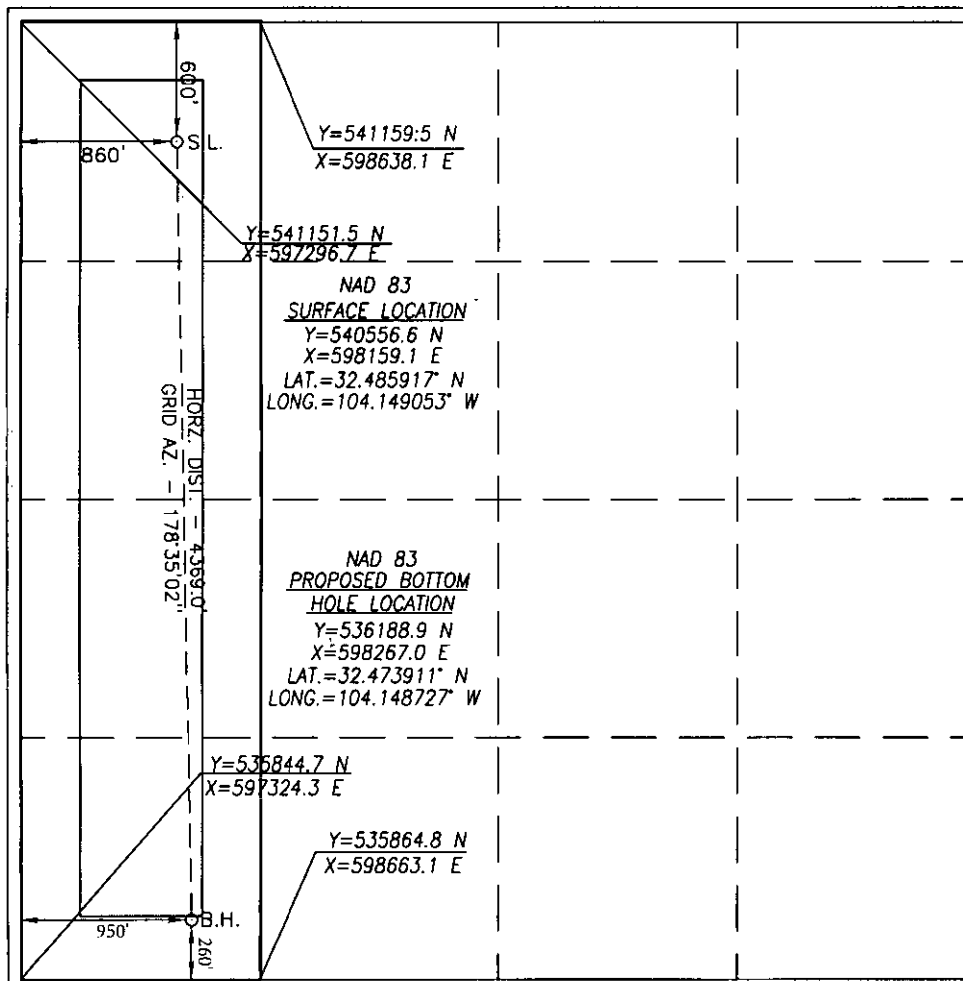 600'
860'
S.L.
Y=541159.5 N
X=598638.1 E
Y=541151.5 N
X=597296.7 E
NAD 83
SURFACE LOCATION
Y=540556.6 N
X=598159.1 E
LAT.=32.485917° N
LONG.=104.149053° W
HORZ. DIST. - 4369.0'
GRID AZ. - 178°35'02"
NAD 83
PROPOSED BOTTOM
HOLE LOCATION
Y=536188.9 N
X=598267.0 E
LAT.=32.473911° N
LONG.=104.148727° W
Y=535844.7 N
X=597324.3 E
Y=535864.8 N
X=598663.1 E
B.H.
950'
260'